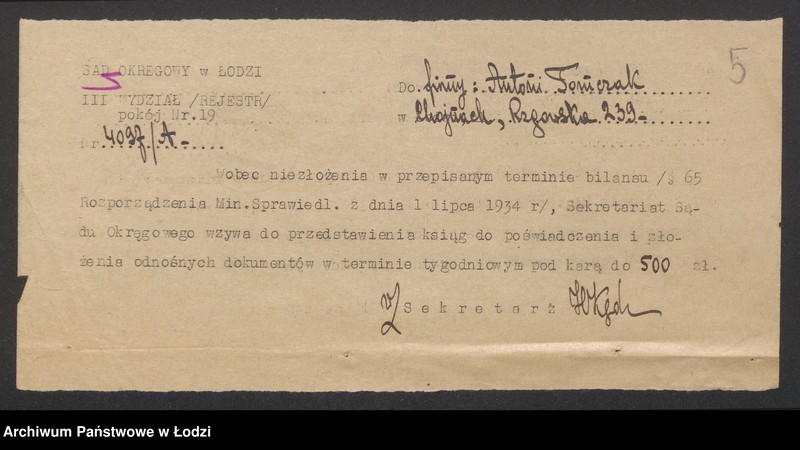 5
SĄD OKRĘGOWY w ŁODZI
III WYDZIAŁ /REJESTR/
pokój Nr.19
Nr. 4097/A-
Do firmy: Antoni Tomczak
w Chojnach, Rzgowska 239-
Wobec niezłożenia w przepisanym terminie bilansu /§ 65
Rozporządzenia Min.Sprawiedl. z dnia 1 lipca 1934 r/, Sekretariat Są-
du Okręgowego wzywa do przedstawienia ksiąg do poświadczenia i zło-
żenia odnośnych dokumentów w terminie tygodniowym pod karą do 500 zł.
Sekretarz
Archiwum Państwowe w Łodzi